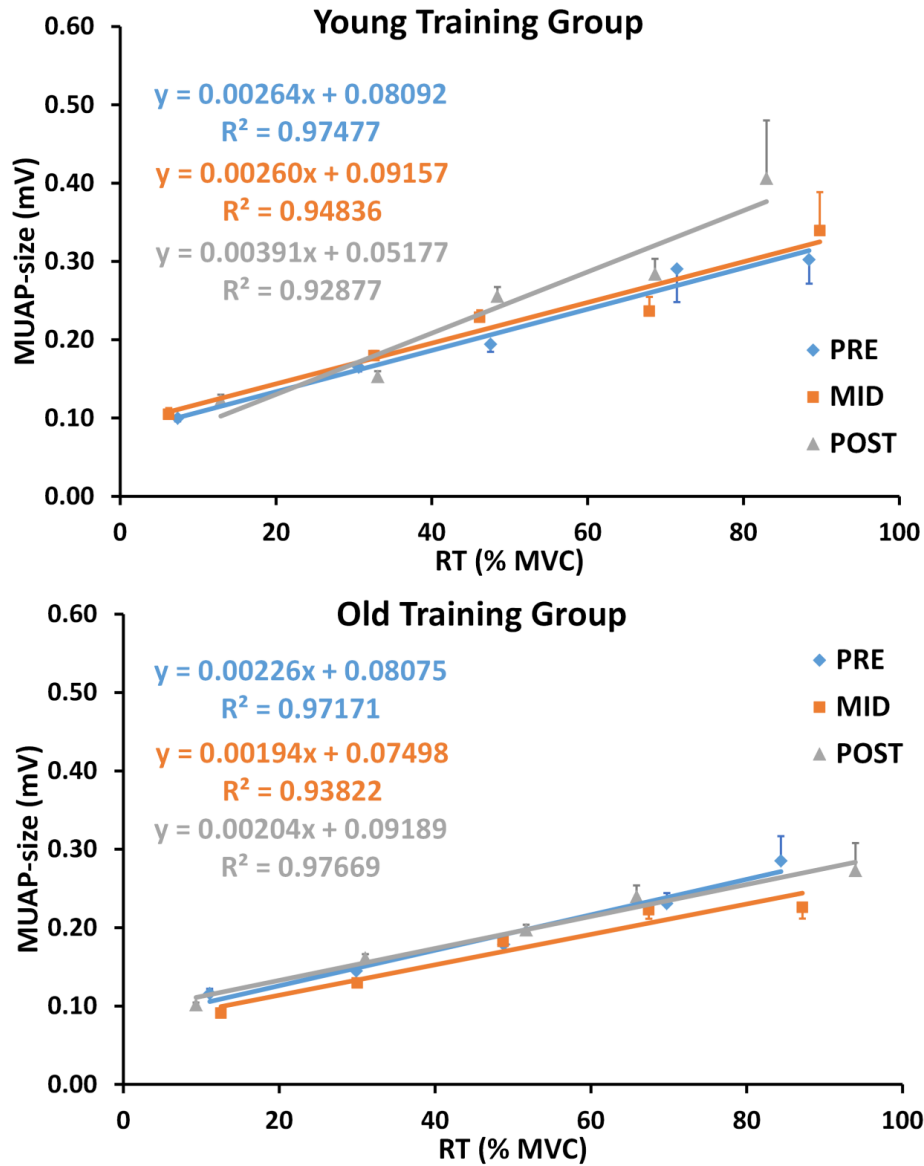 Young Training Group
0.60
0.50
0.40
0.30
0.20
0.10
0.00
MUAP-size (mV)
y = 0.00264x + 0.08092
R² = 0.97477
y = 0.00260x + 0.09157
R² = 0.94836
y = 0.00391x + 0.05177
R² = 0.92877
PRE
MID
POST
0 20 40 60 80 100
RT (% MVC)
Old Training Group
0.60
0.50
0.40
0.30
0.20
0.10
0.00
MUAP-size (mV)
y = 0.00226x + 0.08075
R² = 0.97171
y = 0.00194x + 0.07498
R² = 0.93822
y = 0.00204x + 0.09189
R² = 0.97669
PRE
MID
POST
0 20 40 60 80 100
RT (% MVC)